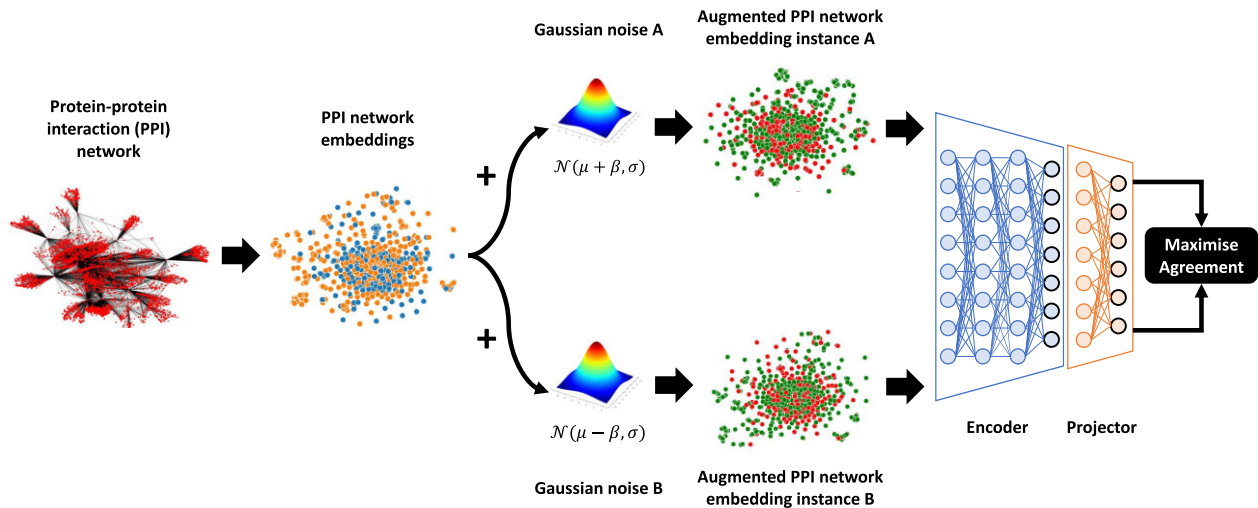 Protein-protein
interaction (PPI)
network
PPI network
embeddings
Gaussian noise A
+
𝒩(μ + β, σ)
Augmented PPI network
embedding instance A
+
𝒩(μ − β, σ)
Gaussian noise B
Augmented PPI network
embedding instance B
Encoder
Projector
Maximise
Agreement